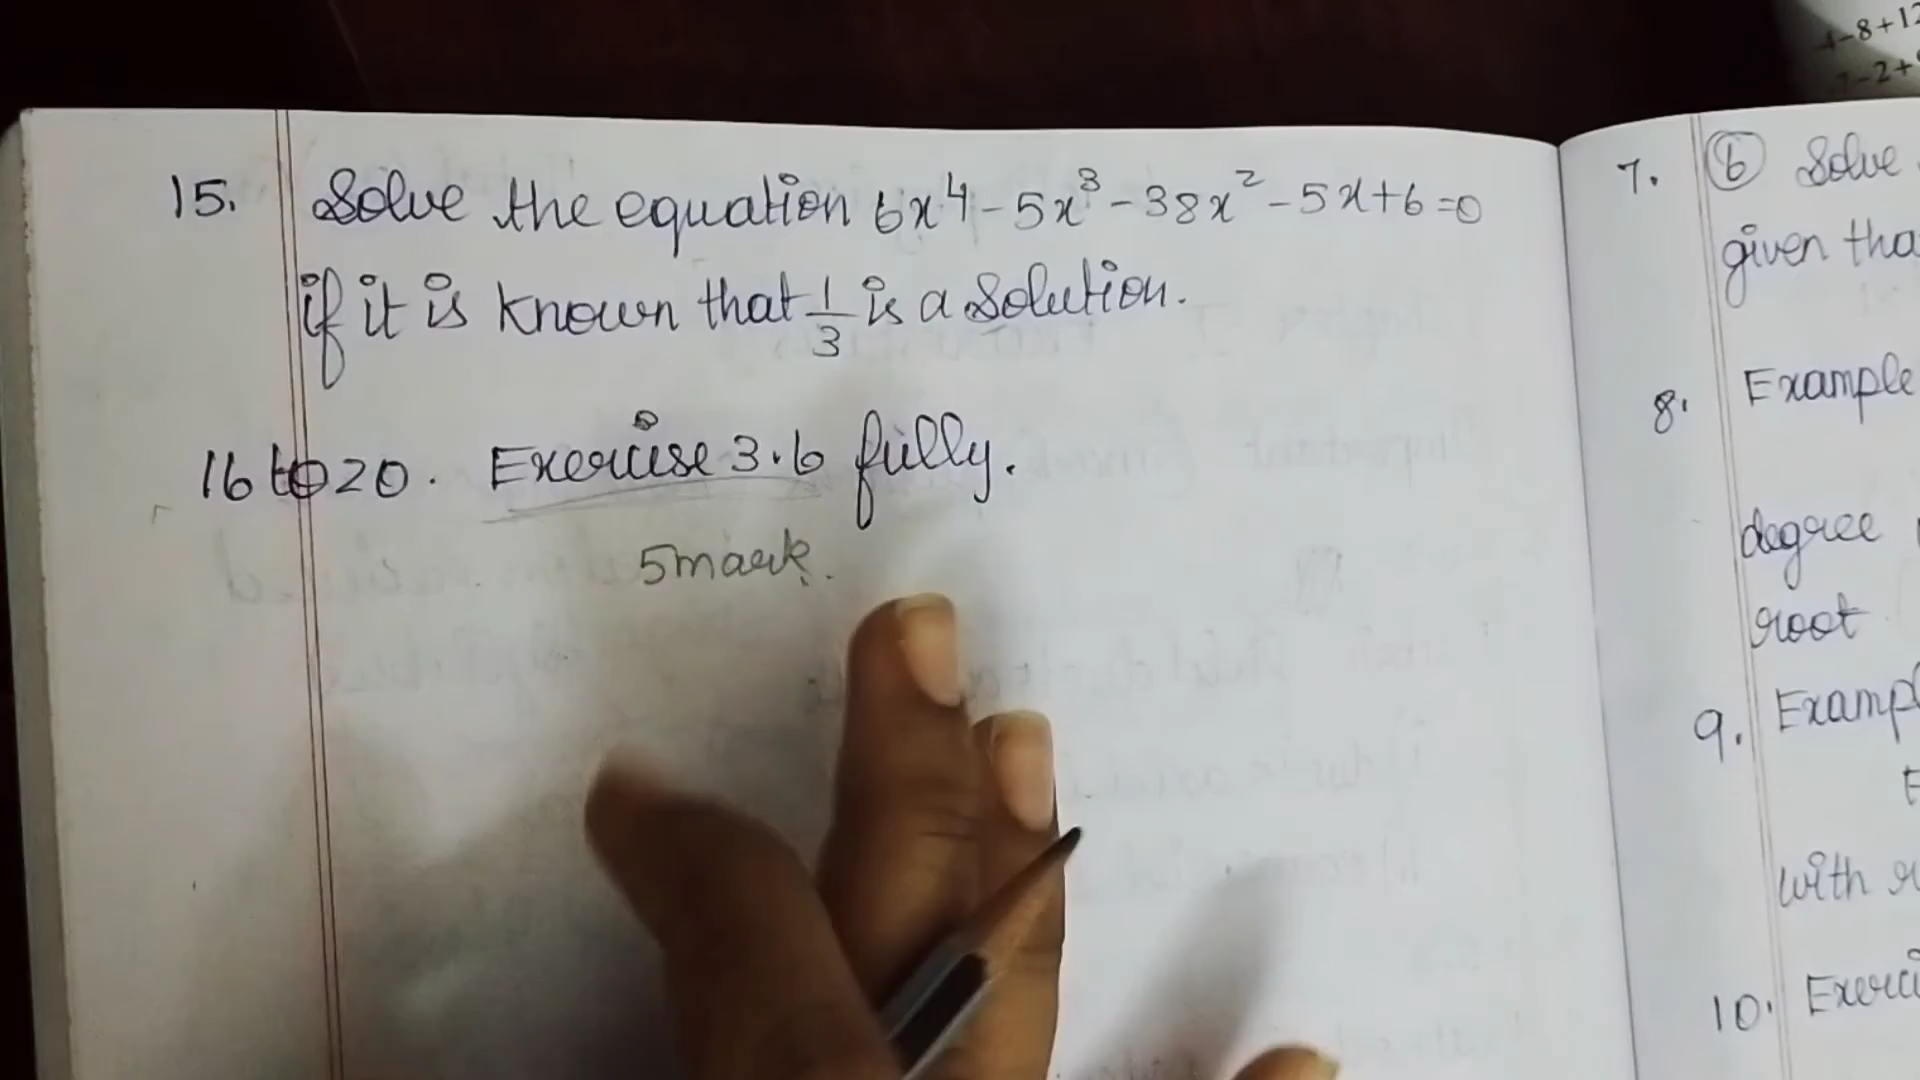 15. Solve the equation 6x⁴-5x³-38x²-5x+6=0
if it is known that 1/3 is a solution.
16 to 20. Exercise 3.6 fully.
5mark.
7. (6) Solve
given tha
8. Example
degree
root
9. Exampl
E
with r
10. Exerci
-8+12
-2+